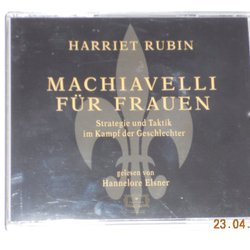 HARRIET RUBIN
MACHIAVELLI
FÜR FRAUEN
Strategie und Taktik
im Kampf der Geschlechter
gelesen von
Hannelore Elsner
23.04.